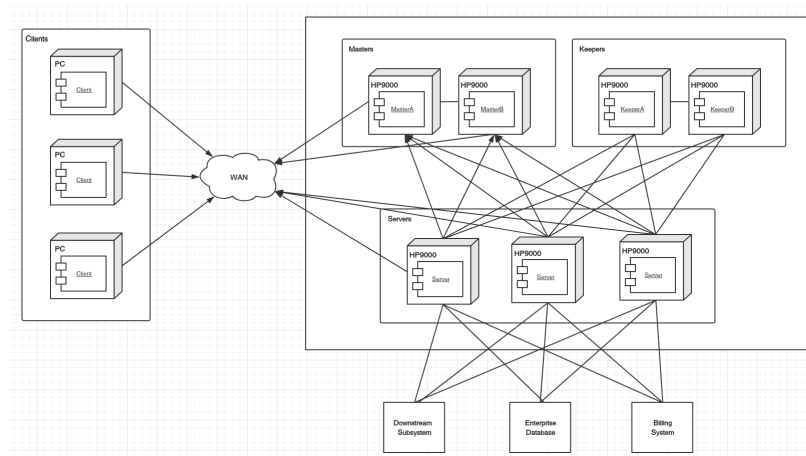 Clients
PC
Client
PC
Client
PC
Client
WAN
Masters
HP9000
MasterA
HP9000
MasterB
Keepers
HP9000
KeeperA
HP9000
KeeperB
Servers
HP9000
Server
HP9000
Server
HP9000
Server
Downstream
Subsystem
Enterprise
Database
Billing
System